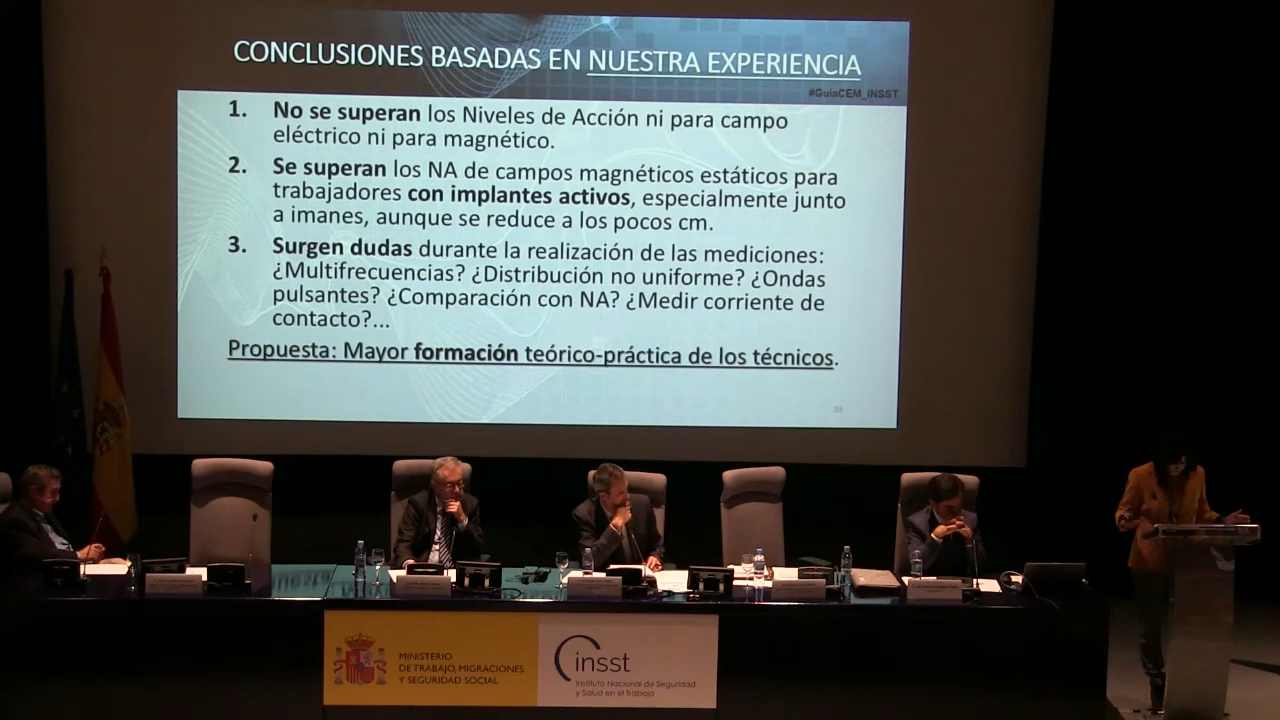 CONCLUSIONES BASADAS EN NUESTRA EXPERIENCIA
#GuiaCEM_INSST
1. No se superan los Niveles de Acción ni para campo
eléctrico ni para magnético.
2. Se superan los NA de campos magnéticos estáticos para
trabajadores con implantes activos, especialmente junto
a imanes, aunque se reduce a los pocos cm.
3. Surgen dudas durante la realización de las mediciones:
¿Multifrecuencias? ¿Distribución no uniforme? ¿Ondas
pulsantes? ¿Comparación con NA? ¿Medir corriente de
contacto?...
Propuesta: Mayor formación teórico-práctica de los técnicos.
39
MINISTERIO
DE TRABAJO, MIGRACIONES
Y SEGURIDAD SOCIAL
insst
Instituto Nacional de Seguridad
y Salud en el Trabajo